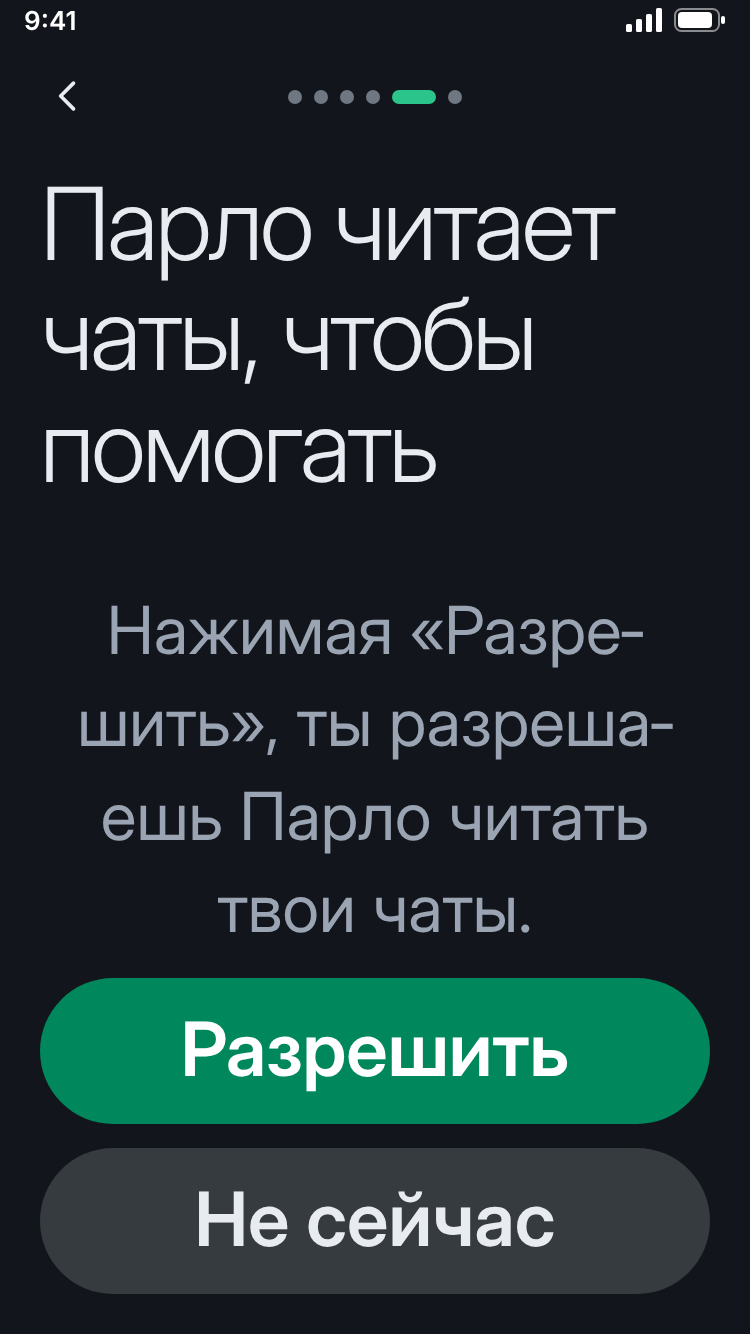 9:41
Парло читает
чаты, чтобы
помогать
Нажимая «Разре-
шить», ты разреша-
ешь Парло читать
твои чаты.
Разрешить
Не сейчас